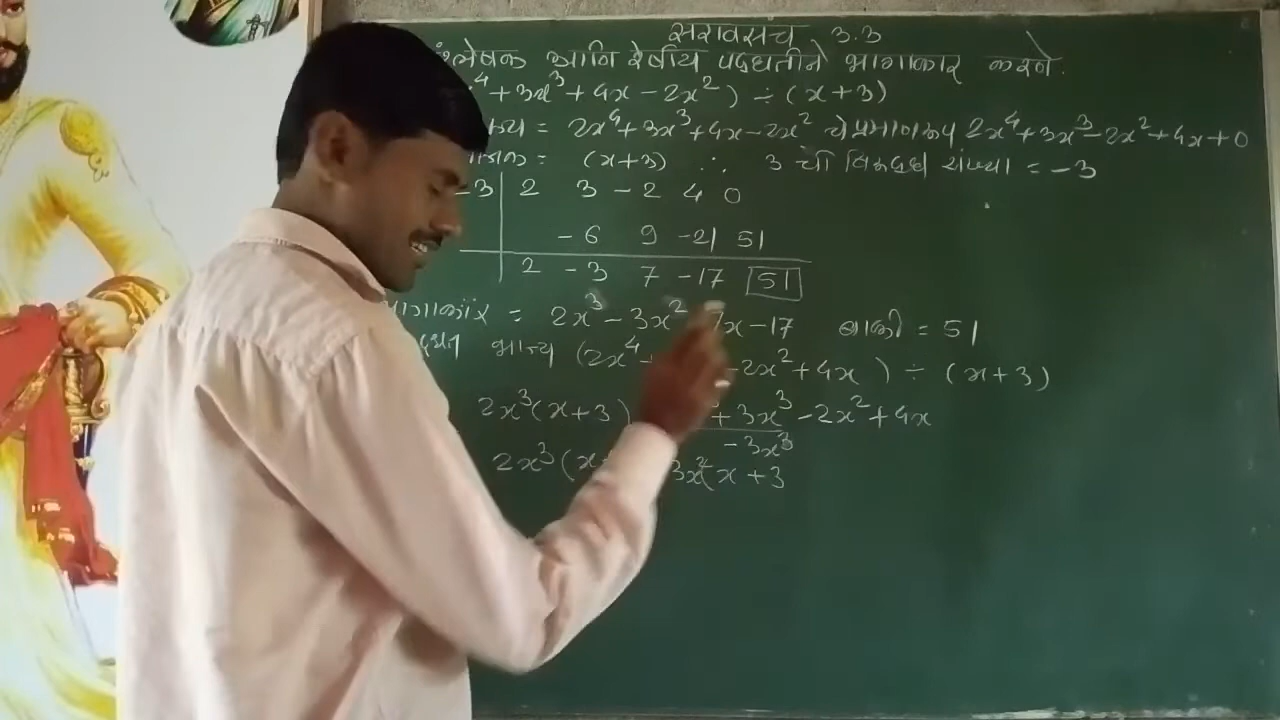 सरावसंच 3.3
आणि रेषीय पद्धतीने भागाकार करणे.
⁴ + 3x³ + 4x - 2x²) ÷ (x + 3)
= 2x⁴ + 3x³ + 4x - 2x² चे प्रमाणरूप 2x⁴ + 3x³ - 2x² + 4x + 0
= (x + 3) ∴ 3 ची विरुद्ध संख्या = -3
-3 | 2 3 - 2 4 0
- 6 9 -21 51
2 - 3 7 -17 51
= 2x³ - 3x² 7x - 17 बाकी = 51
भाज्य (2x⁴ - 2x² + 4x) ÷ (x + 3)
2x³(x + 3) + 3x³ - 2x² + 4x
- 3x³
2x³(x 3x²(x + 3